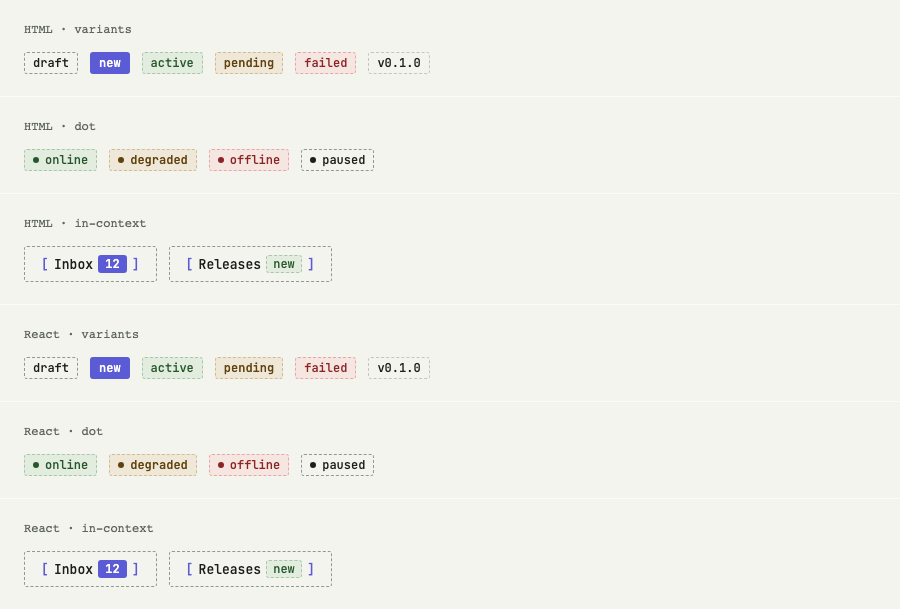 HTML · variants
draft new active pending failed v0.1.0
HTML · dot
online degraded offline paused
HTML · in-context
[ Inbox 12 ] [ Releases new ]
React · variants
draft new active pending failed v0.1.0
React · dot
online degraded offline paused
React · in-context
[ Inbox 12 ] [ Releases new ]